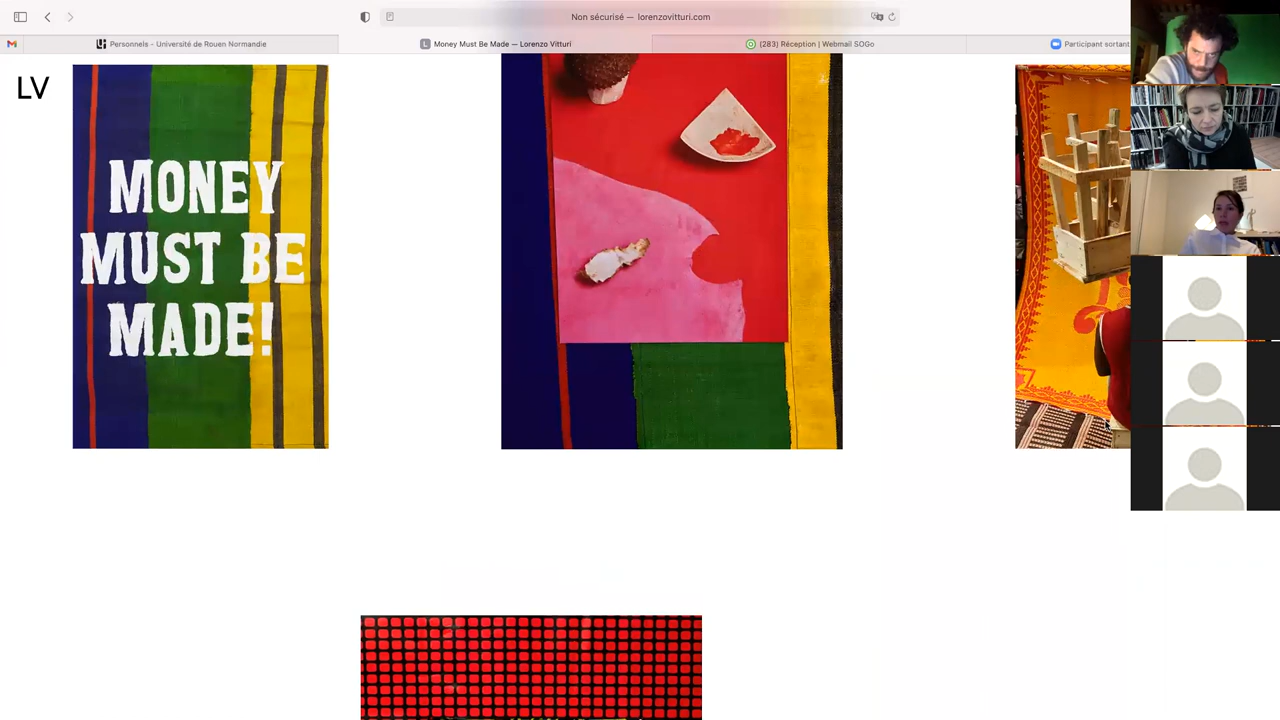 Non sécurisé — lorenzovitturi.com
Personnels - Université de Rouen Normandie
L Money Must Be Made — Lorenzo Vitturi
(283) Réception | Webmail SOGo
Participant sortant
LV
MONEY
MUST BE
MADE!